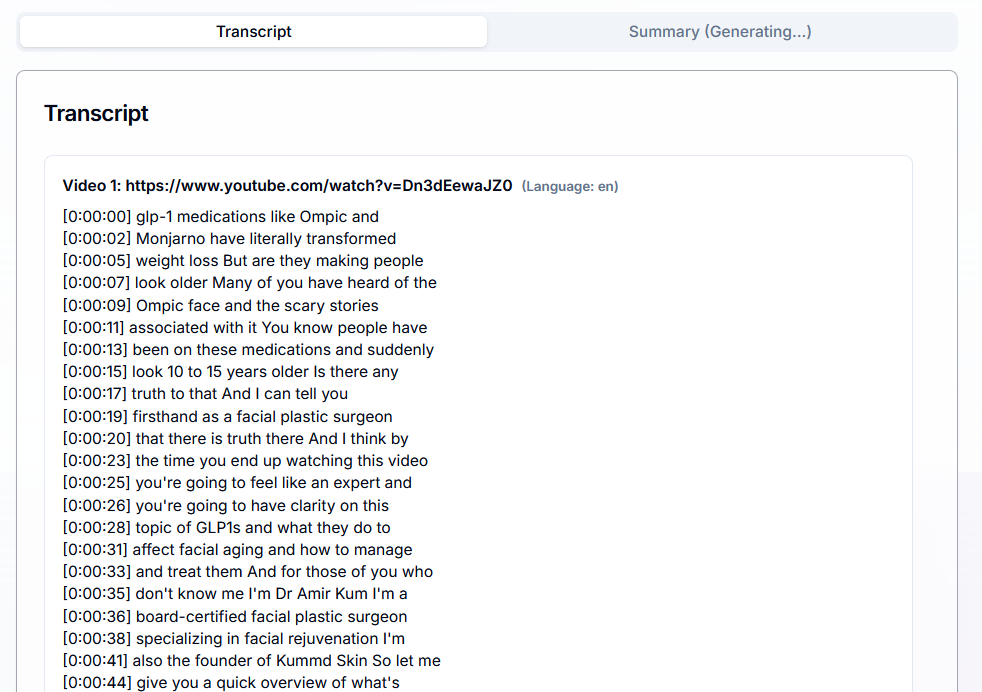 Transcript
Summary (Generating...)
Transcript
Video 1: https://www.youtube.com/watch?v=Dn3dEewaJZ0 (Language: en)
[0:00:00] glp-1 medications like Ompic and
[0:00:02] Monjarno have literally transformed
[0:00:05] weight loss But are they making people
[0:00:07] look older Many of you have heard of the
[0:00:09] Ompic face and the scary stories
[0:00:11] associated with it You know people have
[0:00:13] been on these medications and suddenly
[0:00:15] look 10 to 15 years older Is there any
[0:00:17] truth to that And I can tell you
[0:00:19] firsthand as a facial plastic surgeon
[0:00:20] that there is truth there And I think by
[0:00:23] the time you end up watching this video
[0:00:25] you're going to feel like an expert and
[0:00:26] you're going to have clarity on this
[0:00:28] topic of GLP1s and what they do to
[0:00:31] affect facial aging and how to manage
[0:00:33] and treat them And for those of you who
[0:00:35] don't know me I'm Dr Amir Kum I'm a
[0:00:36] board-certified facial plastic surgeon
[0:00:38] specializing in facial rejuvenation I'm
[0:00:41] also the founder of Kummd Skin So let me
[0:00:44] give you a quick overview of what's